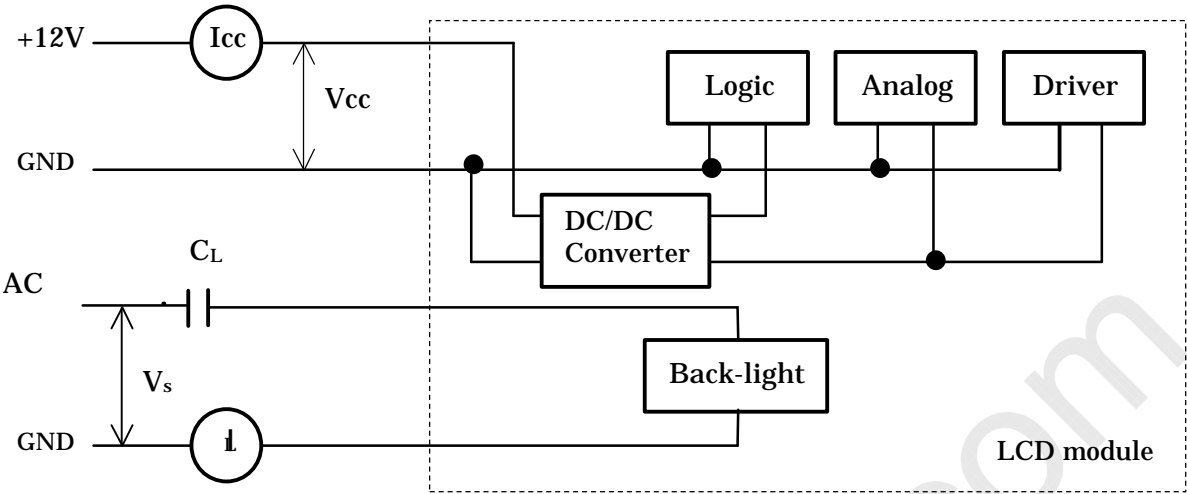 +12V
Icc
Vcc
Logic
Analog
Driver
GND
DC/DC
Converter
CL
AC
Vs
Back-light
GND
IL
LCD module
com